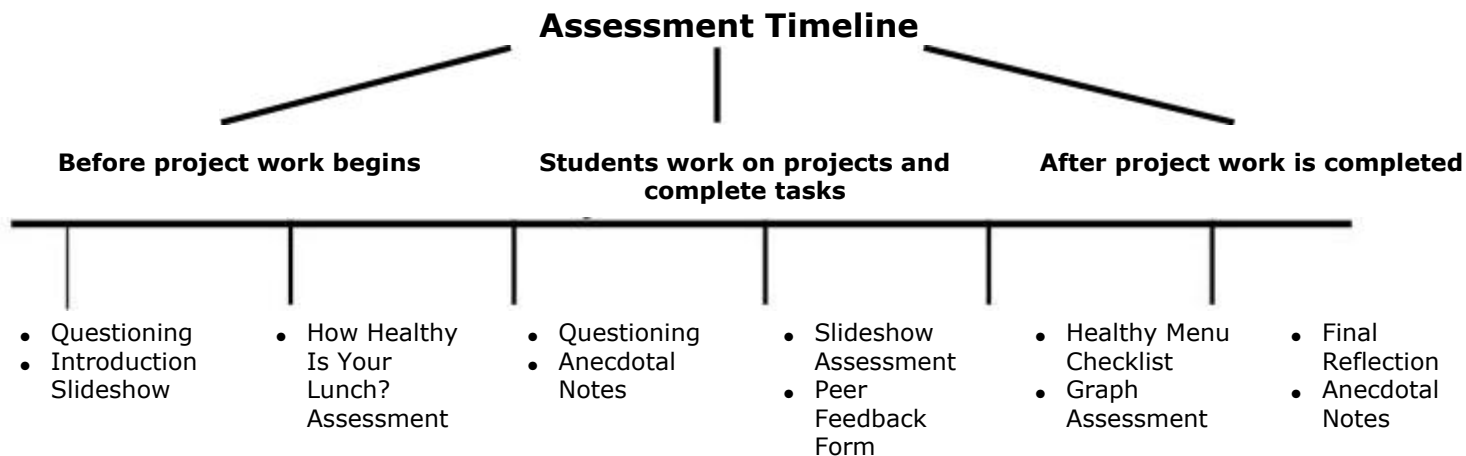 Assessment Timeline
Before project work begins
Students work on projects and
complete tasks
After project work is completed
• Questioning
• Introduction
Slideshow
• How Healthy
Is Your
Lunch?
Assessment
• Questioning
• Anecdotal
Notes
• Slideshow
Assessment
• Peer
Feedback
Form
• Healthy Menu
Checklist
• Graph
Assessment
• Final
Reflection
• Anecdotal
Notes